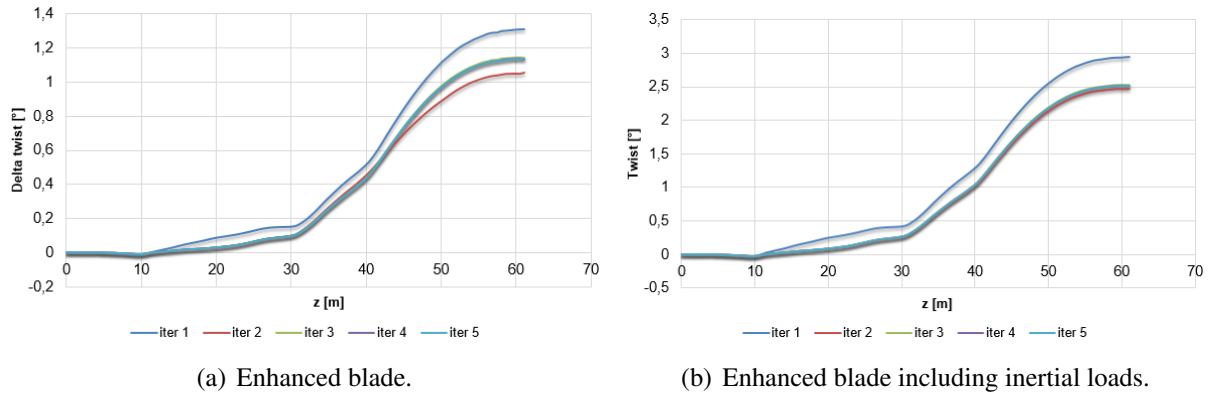 1,4
1,2
1
0,8
0,6
0,4
0,2
0
-0,2
Delta twist [°]
0 10 20 30 40 50 60 70
z [m]
iter 1 iter 2 iter 3 iter 4 iter 5
(a) Enhanced blade.
3,5
3
2,5
2
1,5
1
0,5
0
-0,5
Twist [°]
0 10 20 30 40 50 60 70
z [m]
iter 1 iter 2 iter 3 iter 4 iter 5
(b) Enhanced blade including inertial loads.